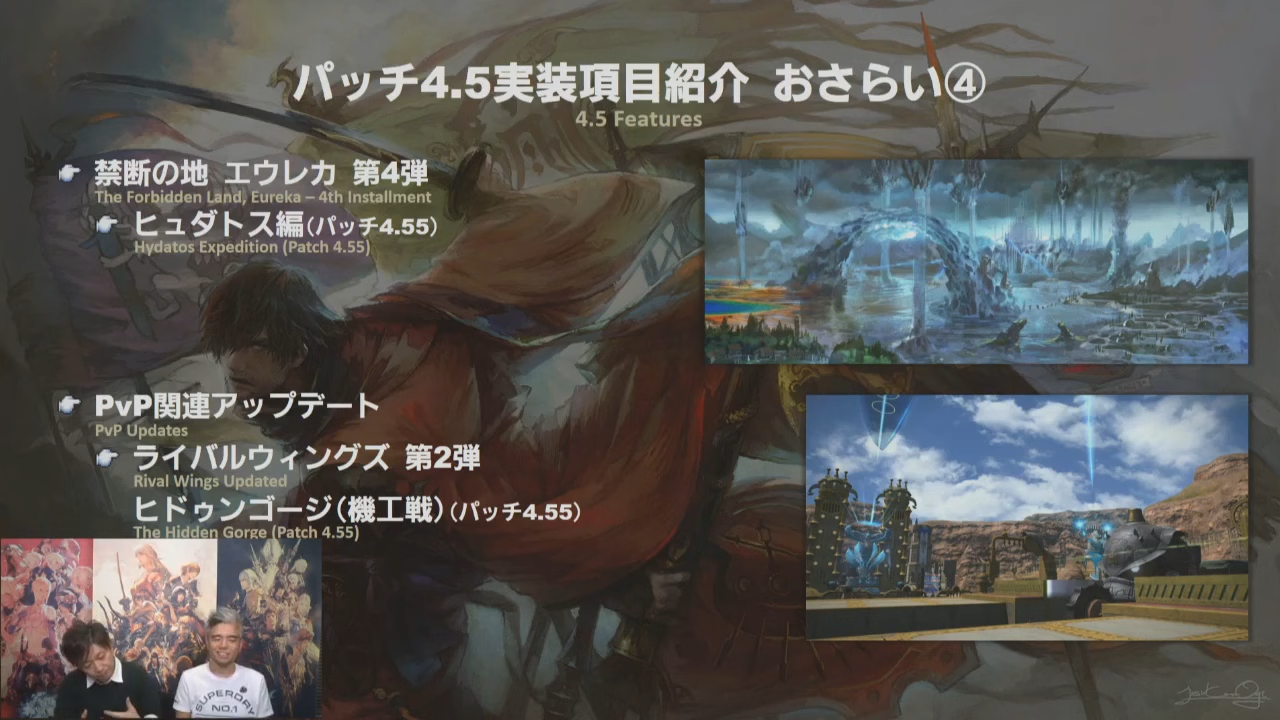 パッチ4.5実装項目紹介 おさらい④
4.5 Features
禁断の地 エウレカ 第4弾
The Forbidden Land, Eureka – 4th Installment
ヒュダトス編(パッチ4.55)
Hydatos Expedition (Patch 4.55)
PvP関連アップデート
PvP Updates
ライバルウィングズ 第2弾
Rival Wings Updated
ヒドゥンゴージ(機工戦)(パッチ4.55)
The Hidden Gorge (Patch 4.55)
SUPERDRY
NO.1